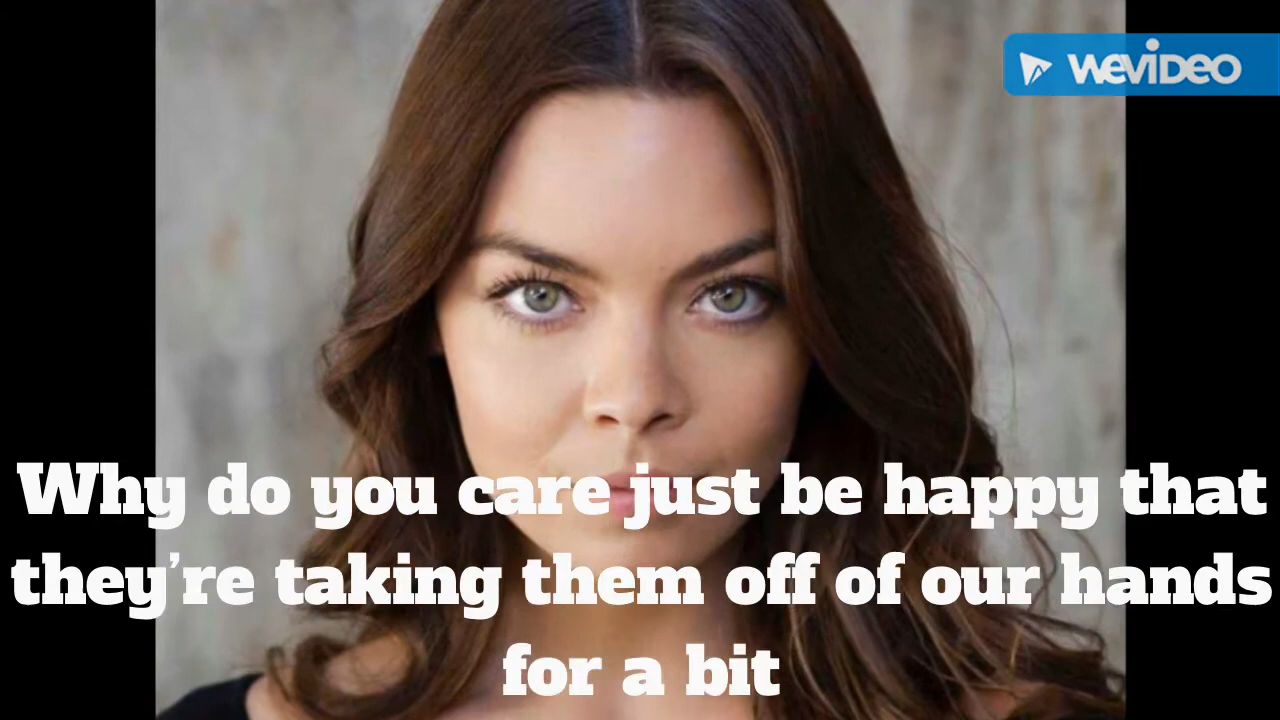 WEVIDEO
Why do you care just be happy that
they're taking them off of our hands
for a bit